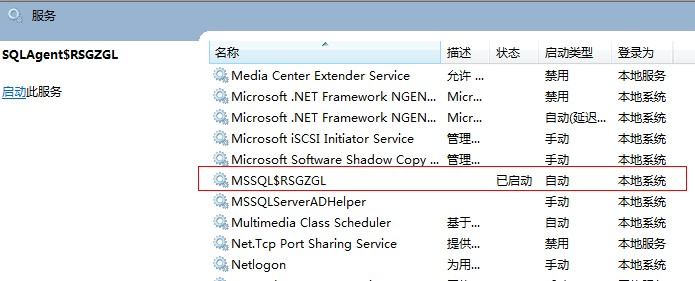 服务
SQLAgent$RSGZGL
启动此服务
名称 描述 状态 启动类型 登录为
Media Center Extender Service 允许 ... 禁用 本地服务
Microsoft .NET Framework NGEN... Micr... 禁用 本地系统
Microsoft .NET Framework NGEN... Micr... 自动(延迟... 本地系统
Microsoft iSCSI Initiator Service 管理... 手动 本地系统
Microsoft Software Shadow Copy ... 管理... 手动 本地系统
MSSQL$RSGZGL 已启动 自动 本地系统
MSSQLServerADHelper 手动 本地系统
Multimedia Class Scheduler 基于... 自动 本地系统
Net.Tcp Port Sharing Service 提供... 禁用 本地服务
Netlogon 为用... 手动 本地系统